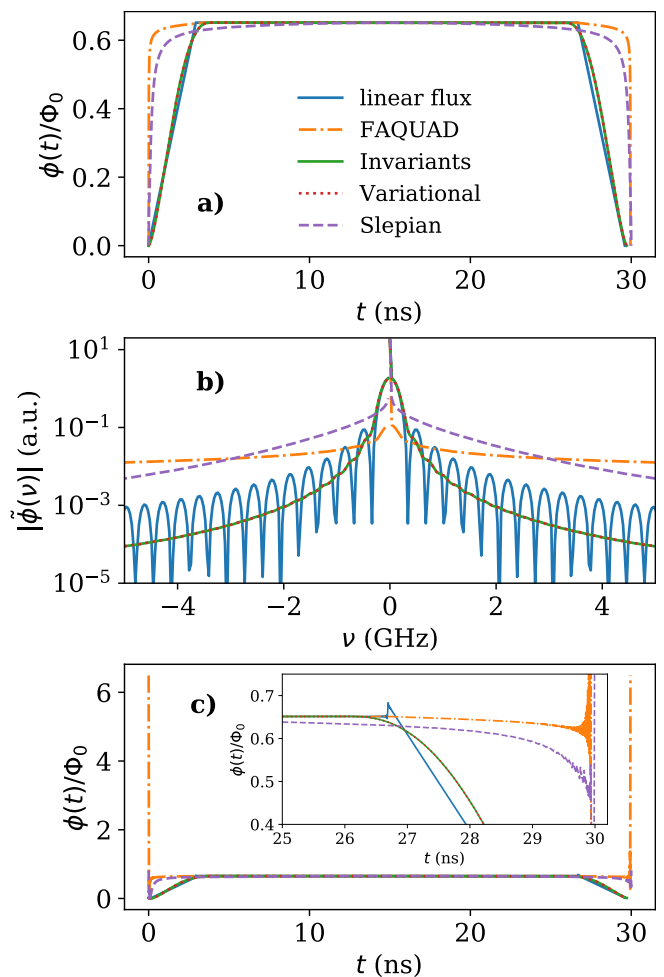 0.6
0.4
0.2
0.0
ϕ(t)/Φ₀
linear flux
FAQUAD
Invariants
Variational
Slepian
a)
0
10
20
30
t (ns)
10¹
10⁻¹
10⁻³
10⁻⁵
|ϕ̃(ν)| (a.u.)
b)
−4
−2
0
2
4
ν (GHz)
6
4
2
0
ϕ(t)/Φ₀
c)
0.7
0.6
0.5
0.4
ϕ(t)/Φ₀
25
26
27
28
29
30
t (ns)
0
10
20
30
t (ns)